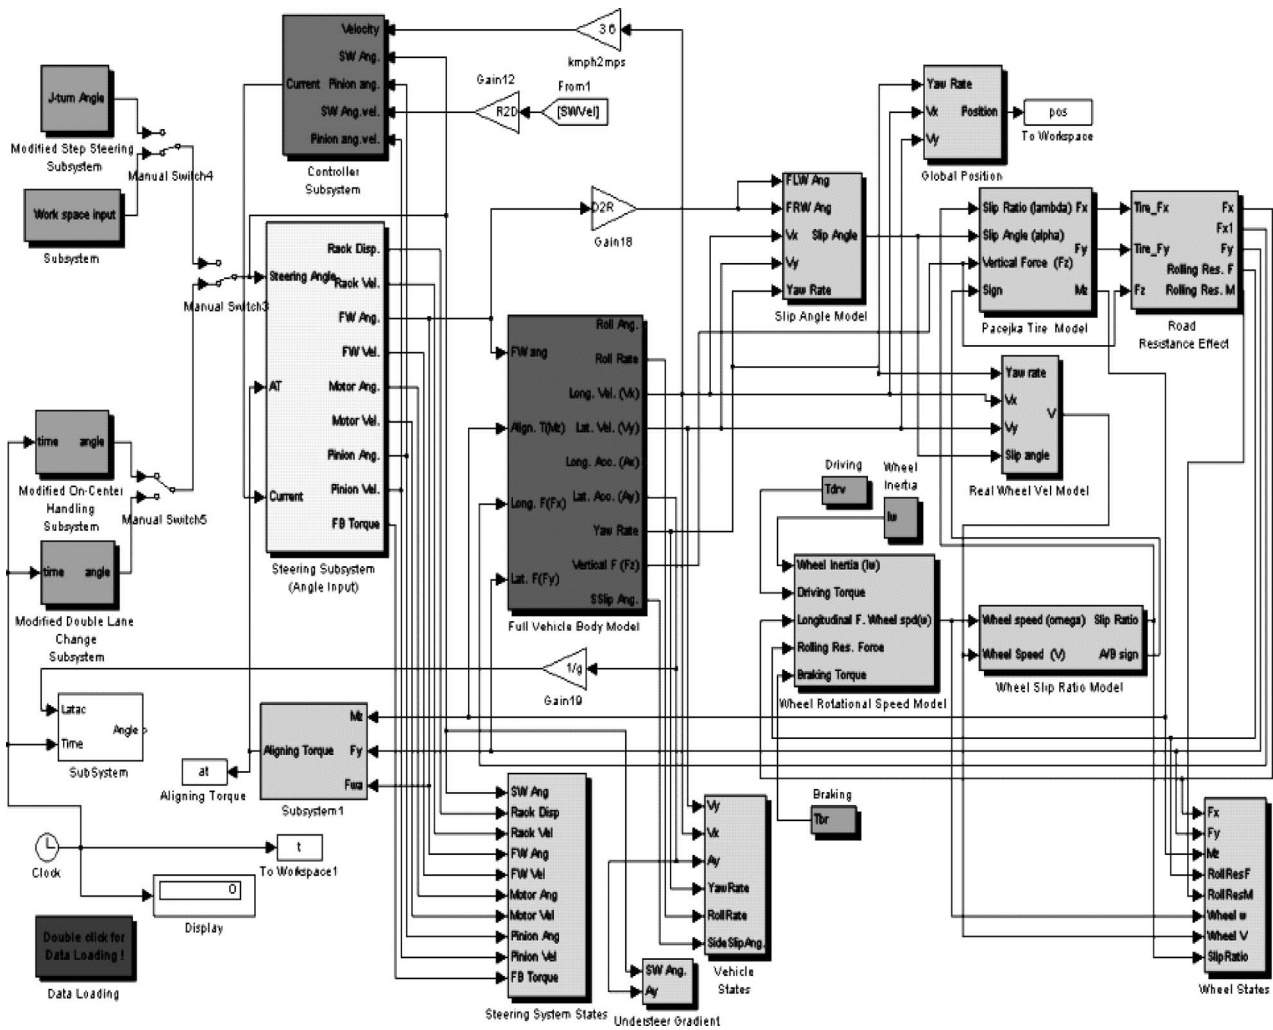 Velocity
SW Ang.
Current
Pinion ang.
SW Ang.vel.
Pinion ang.vel.
Controller
Subsystem
3.6
kmph2mps
Gain12
R2D
From1
[SWVel]
J-turn Angle
Modified Step Steering
Subsystem
Manual Switch4
Work space input
Subsystem
Manual Switch3
Yaw Rate
Vx
Vy
Position
Global Position
pos
To Workspace
D2R
Gain18
FLW Ang
FRW Ang
Vx
Vy
Yaw Rate
Slip Angle
Slip Angle Model
Slip Ratio (lambda)
Slip Angle (alpha)
Vertical Force (Fz)
Sign
Fx
Fy
Mz
Pacejka Tire Model
Tire_Fx
Tire_Fy
Fz
Fx
Fx1
Fy
Rolling Res. F
Rolling Res. M
Road
Resistance Effect
Steering Angle
AT
Current
Rack Disp.
Rack Vel.
FW Ang.
FW Vel.
Motor Ang.
Motor Vel.
Pinion Ang.
Pinion Vel.
FB Torque
Steering Subsystem
(Angle Input)
FW ang
Align. T(Mz)
Long. F(Fx)
Lat. F(Fy)
Roll Ang.
Roll Rate
Long. Vel. (Vx)
Lat. Vel. (Vy)
Long. Acc. (Ax)
Lat. Acc. (Ay)
Yaw Rate
Vertical F (Fz)
SSlip Ang.
Full Vehicle Body Model
Yaw rate
Vx
Vy
Slip angle
V
Real Wheel Vel Model
time angle
Modified On-Center
Handling
Subsystem
Manual Switch5
time angle
Modified Double Lane
Change
Subsystem
Driving
Tdrv
Wheel
Inertia
Iw
Wheel Inertia (Iw)
Driving Torque
Longitudinal F. Wheel spd(w)
Rolling Res. Force
Braking Torque
Wheel Rotational Speed Model
Wheel speed (omega) Slip Ratio
Wheel Speed (V) A/B sign
Wheel Slip Ratio Model
1/g
Gain19
Latac
Time
Angle
SubSystem
Mz
Aligning Torque Fy
Fwa
Subsystem1
at
Aligning Torque
Clock
t
To Workspace1
0
Display
Double click for
Data Loading !
Data Loading
SW Ang
Rack Disp
Rack Vel
FW Ang
FW Vel
Motor Ang
Motor Vel
Pinion Ang
Pinion Vel
FB Torque
Steering System States
SW Ang.
Ay
Understeer Gradient
Vy
Vx
Ay
YawRate
RollRate
SideSlipAng.
Vehicle
States
Braking
Tbr
Fx
Fy
Mz
RollResF
RollResM
Wheel w
Wheel V
SlipRatio
Wheel States